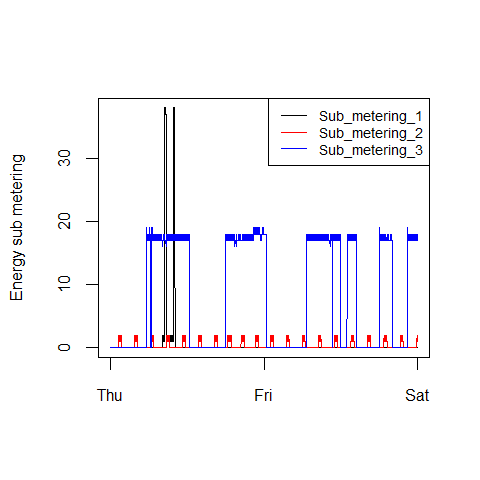 Sub_metering_1
Sub_metering_2
Sub_metering_3
Energy sub metering
30
20
10
0
Thu
Fri
Sat